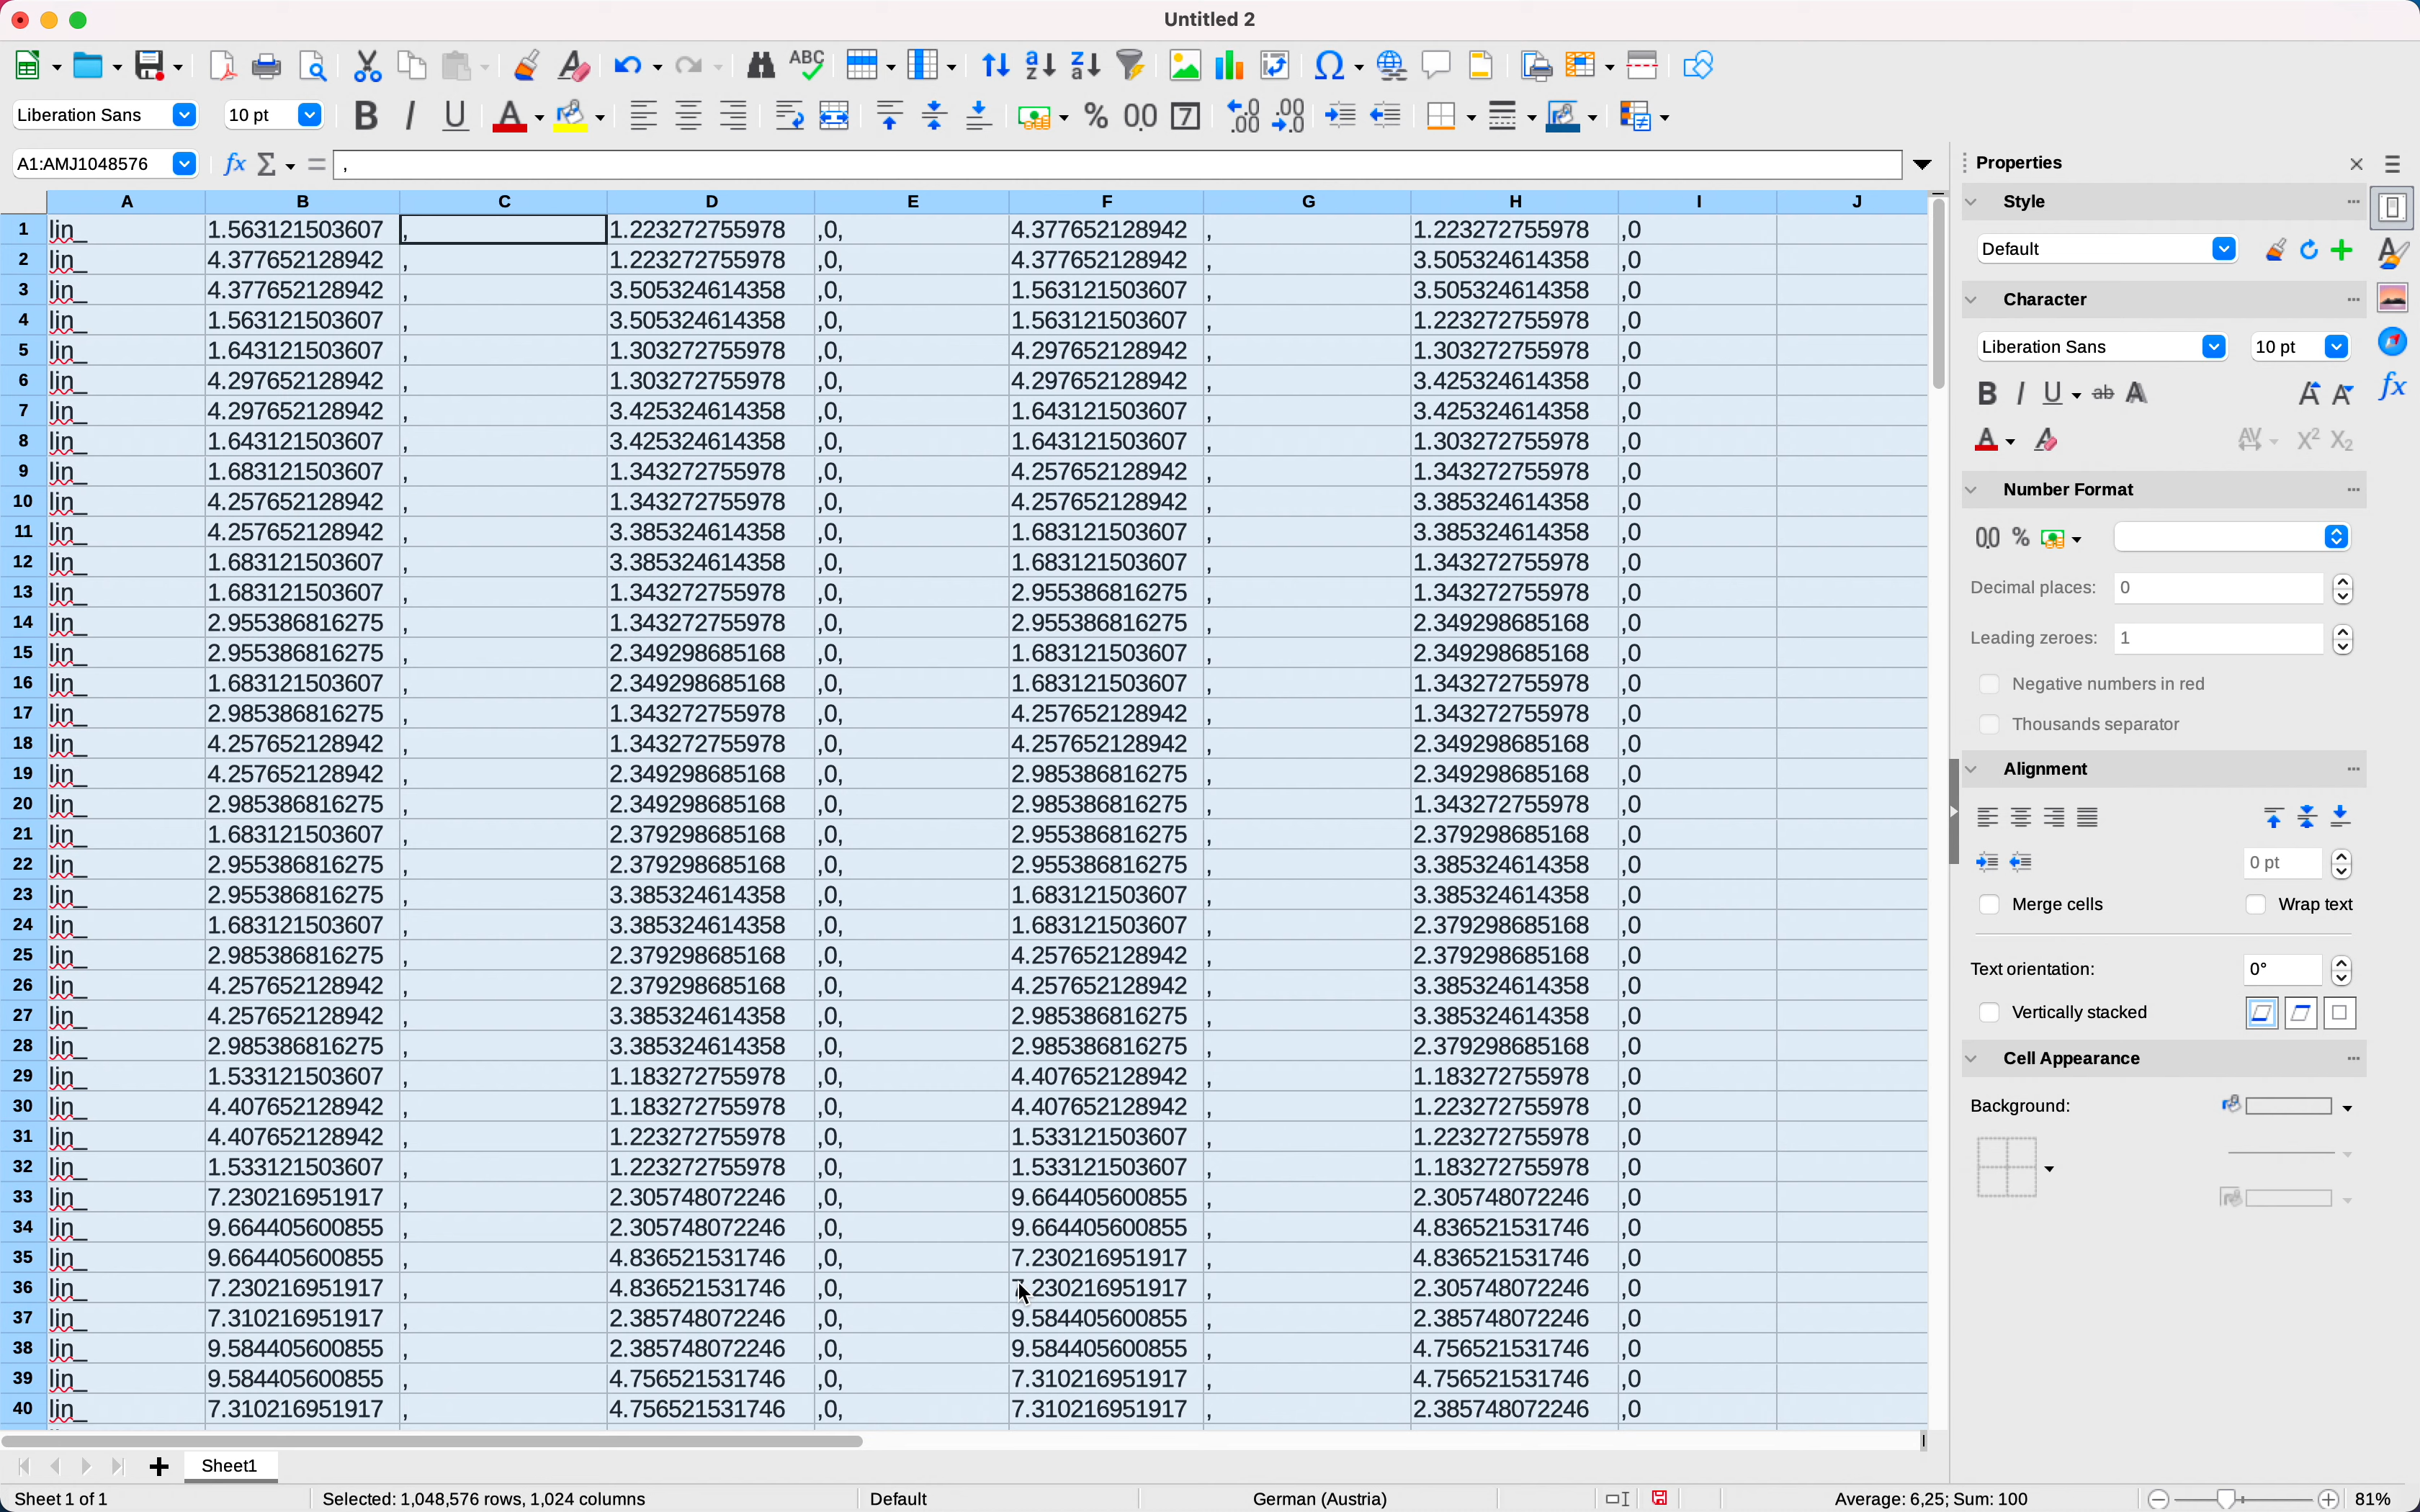 Untitled 2
ABC
Liberation Sans 10 pt B I U A % 00 7
A1:AMJ1048576 fx Σ = ,
Properties
A B C D E F G H I J
1 lin_ 1.563121503607 , 1.223272755978 ,0, 4.377652128942 , 1.223272755978 ,0
2 lin_ 4.377652128942 , 1.223272755978 ,0, 4.377652128942 , 3.505324614358 ,0
3 lin_ 4.377652128942 , 3.505324614358 ,0, 1.563121503607 , 3.505324614358 ,0
4 lin_ 1.563121503607 , 3.505324614358 ,0, 1.563121503607 , 1.223272755978 ,0
5 lin_ 1.643121503607 , 1.303272755978 ,0, 4.297652128942 , 1.303272755978 ,0
6 lin_ 4.297652128942 , 1.303272755978 ,0, 4.297652128942 , 3.425324614358 ,0
7 lin_ 4.297652128942 , 3.425324614358 ,0, 1.643121503607 , 3.425324614358 ,0
8 lin_ 1.643121503607 , 3.425324614358 ,0, 1.643121503607 , 1.303272755978 ,0
9 lin_ 1.683121503607 , 1.343272755978 ,0, 4.257652128942 , 1.343272755978 ,0
10 lin_ 4.257652128942 , 1.343272755978 ,0, 4.257652128942 , 3.385324614358 ,0
11 lin_ 4.257652128942 , 3.385324614358 ,0, 1.683121503607 , 3.385324614358 ,0
12 lin_ 1.683121503607 , 3.385324614358 ,0, 1.683121503607 , 1.343272755978 ,0
13 lin_ 1.683121503607 , 1.343272755978 ,0, 2.955386816275 , 1.343272755978 ,0
14 lin_ 2.955386816275 , 1.343272755978 ,0, 2.955386816275 , 2.349298685168 ,0
15 lin_ 2.955386816275 , 2.349298685168 ,0, 1.683121503607 , 2.349298685168 ,0
16 lin_ 1.683121503607 , 2.349298685168 ,0, 1.683121503607 , 1.343272755978 ,0
17 lin_ 2.985386816275 , 1.343272755978 ,0, 4.257652128942 , 1.343272755978 ,0
18 lin_ 4.257652128942 , 1.343272755978 ,0, 4.257652128942 , 2.349298685168 ,0
19 lin_ 4.257652128942 , 2.349298685168 ,0, 2.985386816275 , 2.349298685168 ,0
20 lin_ 2.985386816275 , 2.349298685168 ,0, 2.985386816275 , 1.343272755978 ,0
21 lin_ 1.683121503607 , 2.379298685168 ,0, 2.955386816275 , 2.379298685168 ,0
22 lin_ 2.955386816275 , 2.379298685168 ,0, 2.955386816275 , 3.385324614358 ,0
23 lin_ 2.955386816275 , 3.385324614358 ,0, 1.683121503607 , 3.385324614358 ,0
24 lin_ 1.683121503607 , 3.385324614358 ,0, 1.683121503607 , 2.379298685168 ,0
25 lin_ 2.985386816275 , 2.379298685168 ,0, 4.257652128942 , 2.379298685168 ,0
26 lin_ 4.257652128942 , 2.379298685168 ,0, 4.257652128942 , 3.385324614358 ,0
27 lin_ 4.257652128942 , 3.385324614358 ,0, 2.985386816275 , 3.385324614358 ,0
28 lin_ 2.985386816275 , 3.385324614358 ,0, 2.985386816275 , 2.379298685168 ,0
29 lin_ 1.533121503607 , 1.183272755978 ,0, 4.407652128942 , 1.183272755978 ,0
30 lin_ 4.407652128942 , 1.183272755978 ,0, 4.407652128942 , 1.223272755978 ,0
31 lin_ 4.407652128942 , 1.223272755978 ,0, 1.533121503607 , 1.223272755978 ,0
32 lin_ 1.533121503607 , 1.223272755978 ,0, 1.533121503607 , 1.183272755978 ,0
33 lin_ 7.230216951917 , 2.305748072246 ,0, 9.664405600855 , 2.305748072246 ,0
34 lin_ 9.664405600855 , 2.305748072246 ,0, 9.664405600855 , 4.836521531746 ,0
35 lin_ 9.664405600855 , 4.836521531746 ,0, 7.230216951917 , 4.836521531746 ,0
36 lin_ 7.230216951917 , 4.836521531746 ,0, 7.230216951917 , 2.305748072246 ,0
37 lin_ 7.310216951917 , 2.385748072246 ,0, 9.584405600855 , 2.385748072246 ,0
38 lin_ 9.584405600855 , 2.385748072246 ,0, 9.584405600855 , 4.756521531746 ,0
39 lin_ 9.584405600855 , 4.756521531746 ,0, 7.310216951917 , 4.756521531746 ,0
40 lin_ 7.310216951917 , 4.756521531746 ,0, 7.310216951917 , 2.385748072246 ,0
Style
Default
Character
Liberation Sans 10 pt
B I U ab A A A
A AV X² X₂
Number Format
00 %
Decimal places: 0
Leading zeroes: 1
Negative numbers in red
Thousands separator
Alignment
0 pt
Merge cells Wrap text
Text orientation: 0°
Vertically stacked
Cell Appearance
Background:
Sheet1
Sheet 1 of 1 Selected: 1,048,576 rows, 1,024 columns Default German (Austria) Average: 6,25; Sum: 100 81%